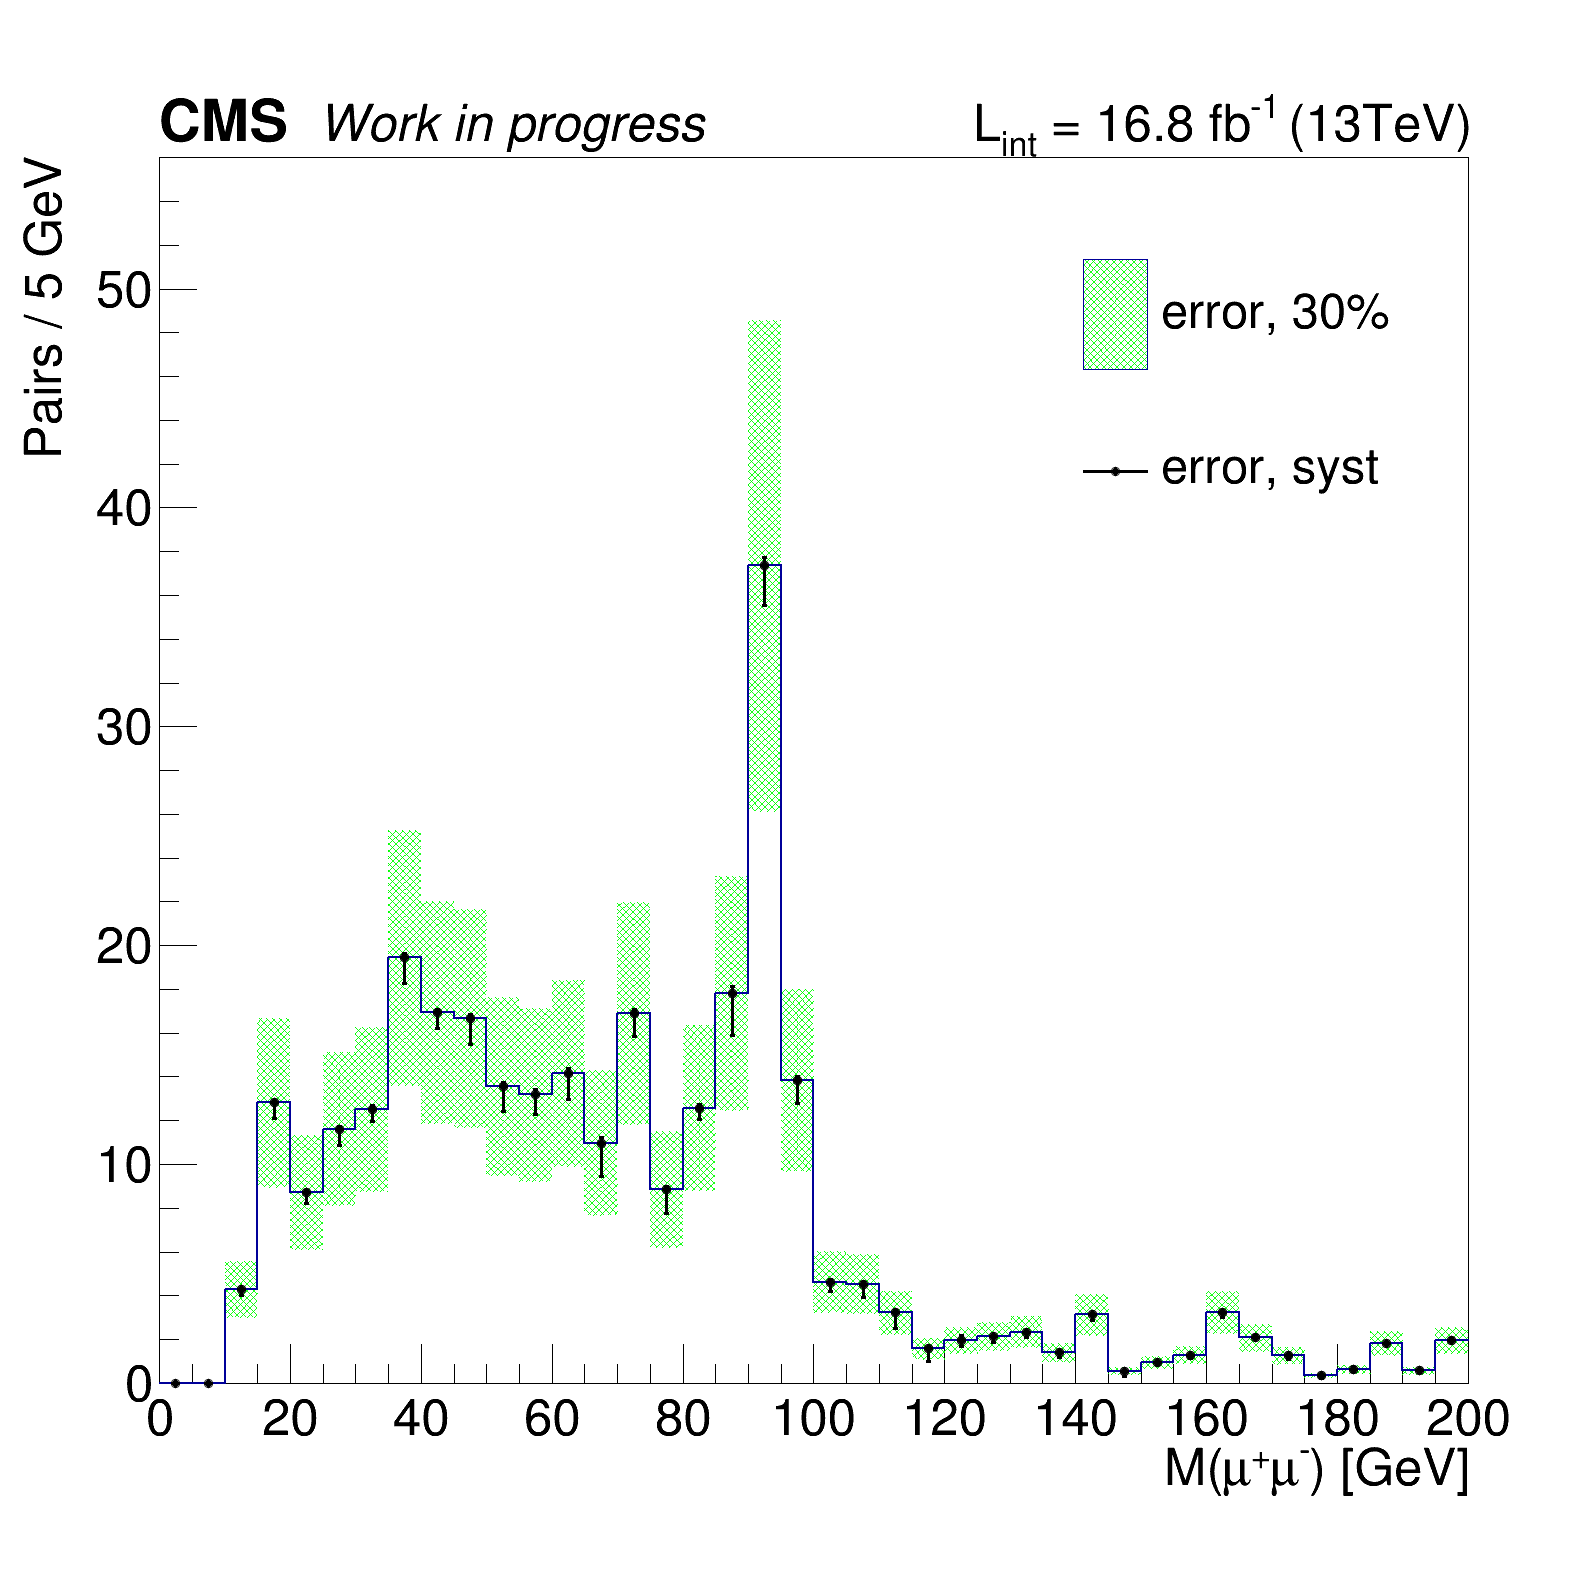 CMS Work in progress
L_int = 16.8 fb^-1 (13TeV)
Pairs / 5 GeV
50
40
30
20
10
0
error, 30%
error, syst
0 20 40 60 80 100 120 140 160 180 200
M(μ⁺μ⁻) [GeV]